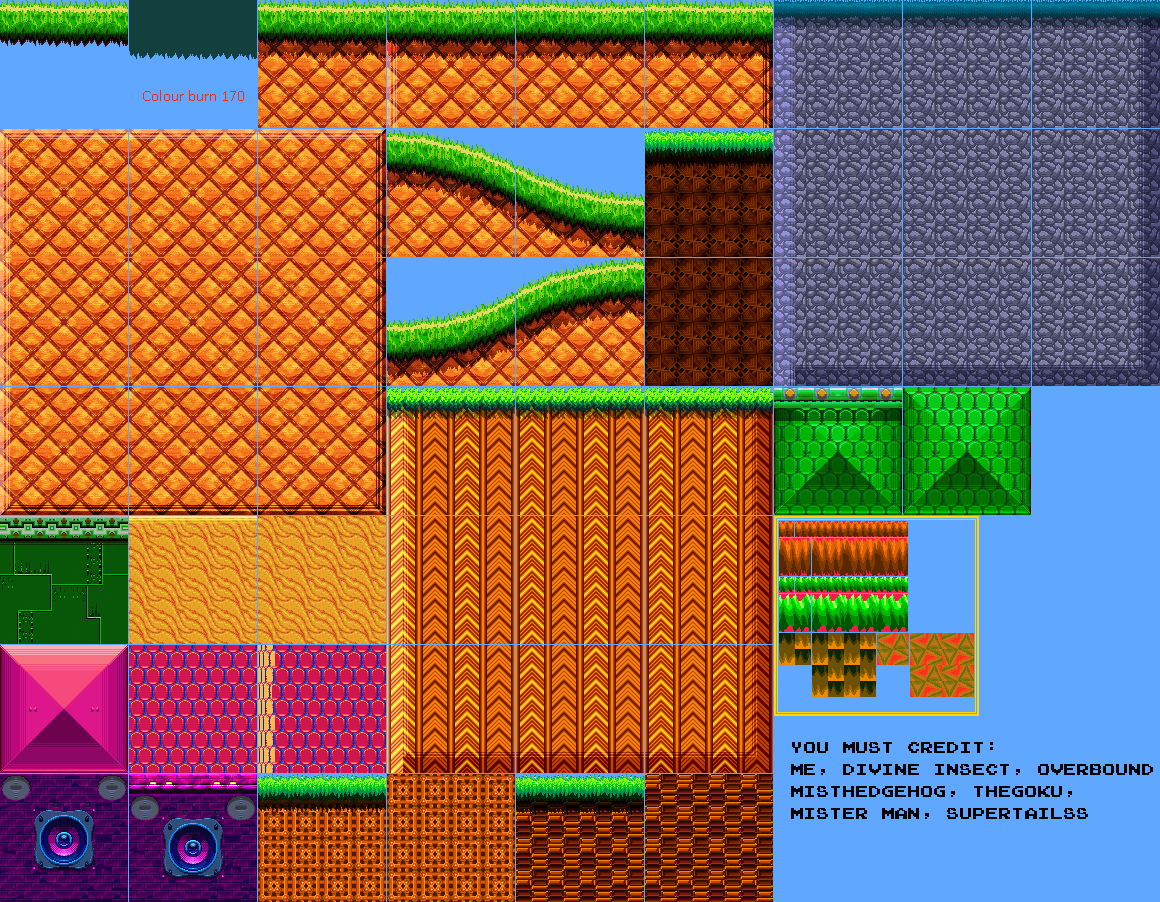 Colour burn 170
YOU MUST CREDIT:
ME, DIVINE INSECT, OVERBOUND
MISTHEDGEHOG, THEGOKU,
MISTER MAN, SUPERTAILSS